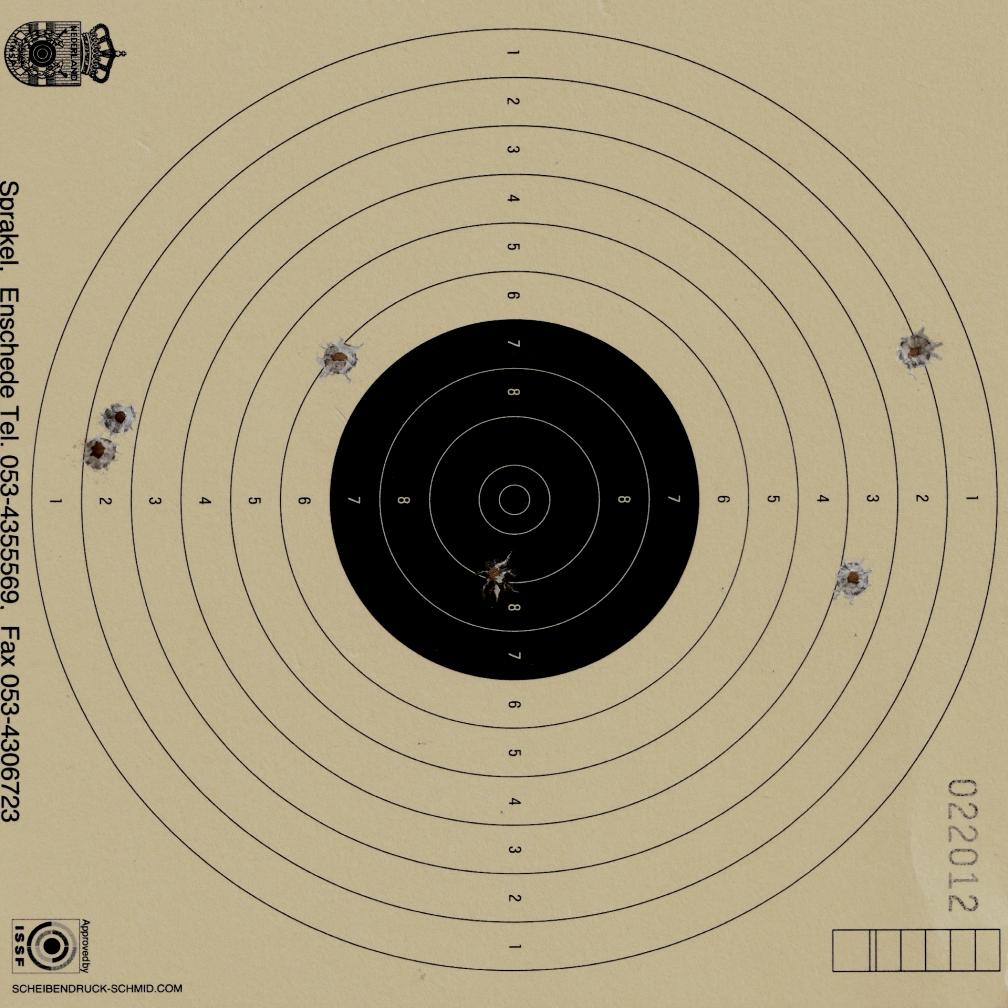 NEDERLAND
Sprakel, Enschede Tel. 053-4355569, Fax 053-4306723
1
2
3
4
5
6
7
8
1 2 3 4 5 6 7 8 8 7 6 5 4 3 2 1
8
7
6
5
4
3
2
1
022012
Approved by
ISSF
SCHEIBENDRUCK-SCHMID.COM